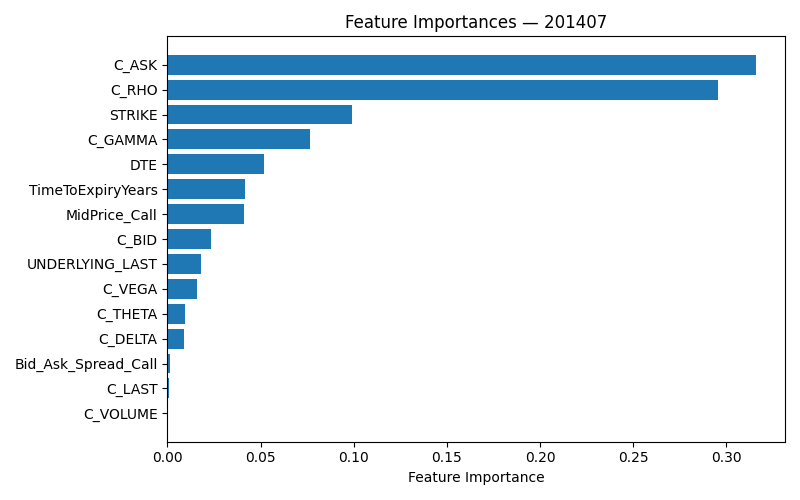 Feature Importances — 201407
C_ASK
C_RHO
STRIKE
C_GAMMA
DTE
TimeToExpiryYears
MidPrice_Call
C_BID
UNDERLYING_LAST
C_VEGA
C_THETA
C_DELTA
Bid_Ask_Spread_Call
C_LAST
C_VOLUME
0.00 0.05 0.10 0.15 0.20 0.25 0.30
Feature Importance